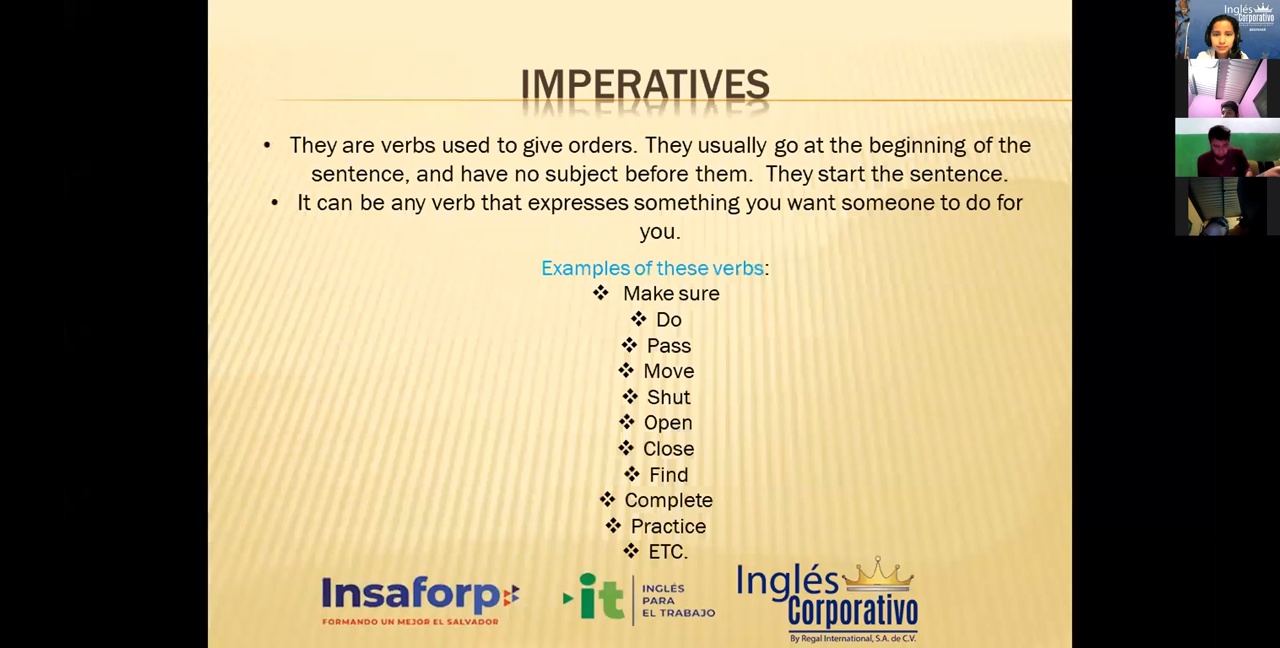 IMPERATIVES
• They are verbs used to give orders. They usually go at the beginning of the
sentence, and have no subject before them. They start the sentence.
• It can be any verb that expresses something you want someone to do for
you.
Examples of these verbs:
❖ Make sure
❖ Do
❖ Pass
❖ Move
❖ Shut
❖ Open
❖ Close
❖ Find
❖ Complete
❖ Practice
❖ ETC.
Insaforp
FORMANDO UN MEJOR EL SALVADOR
it
INGLÉS
PARA
EL TRABAJO
Inglés
Corporativo
By Regal International, S.A. de C.V.
Inglés
Corporativo